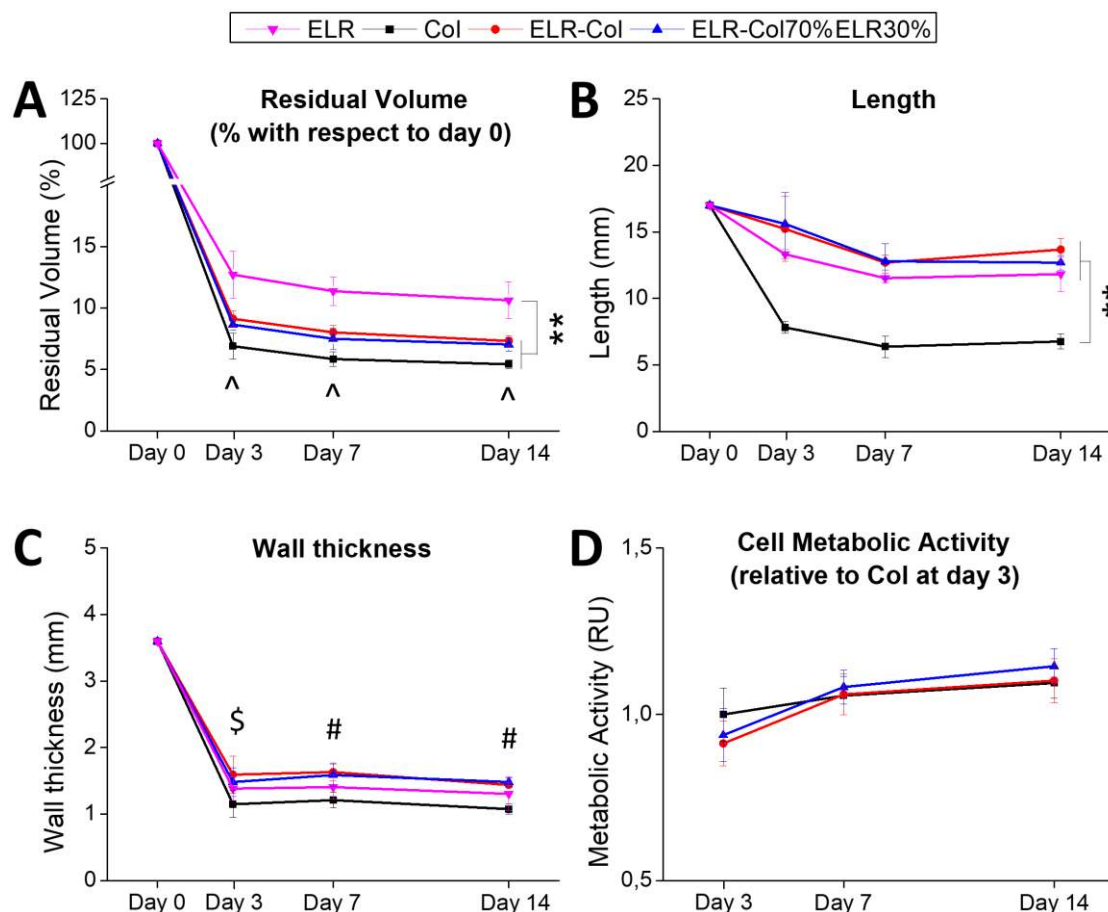 ELR Col ELR-Col ELR-Col70%ELR30%
A
Residual Volume
(% with respect to day 0)
Residual Volume (%)
125
100
15
10
5
0
**
^ ^ ^
Day 0 Day 3 Day 7 Day 14
B
Length
Length (mm)
25
20
15
10
5
0
**
Day 0 Day 3 Day 7 Day 14
C
Wall thickness
Wall thickness (mm)
5
4
3
2
1
0
$ # #
Day 0 Day 3 Day 7 Day 14
D
Cell Metabolic Activity
(relative to Col at day 3)
Metabolic Activity (RU)
1,5
1,0
0,5
Day 3 Day 7 Day 14